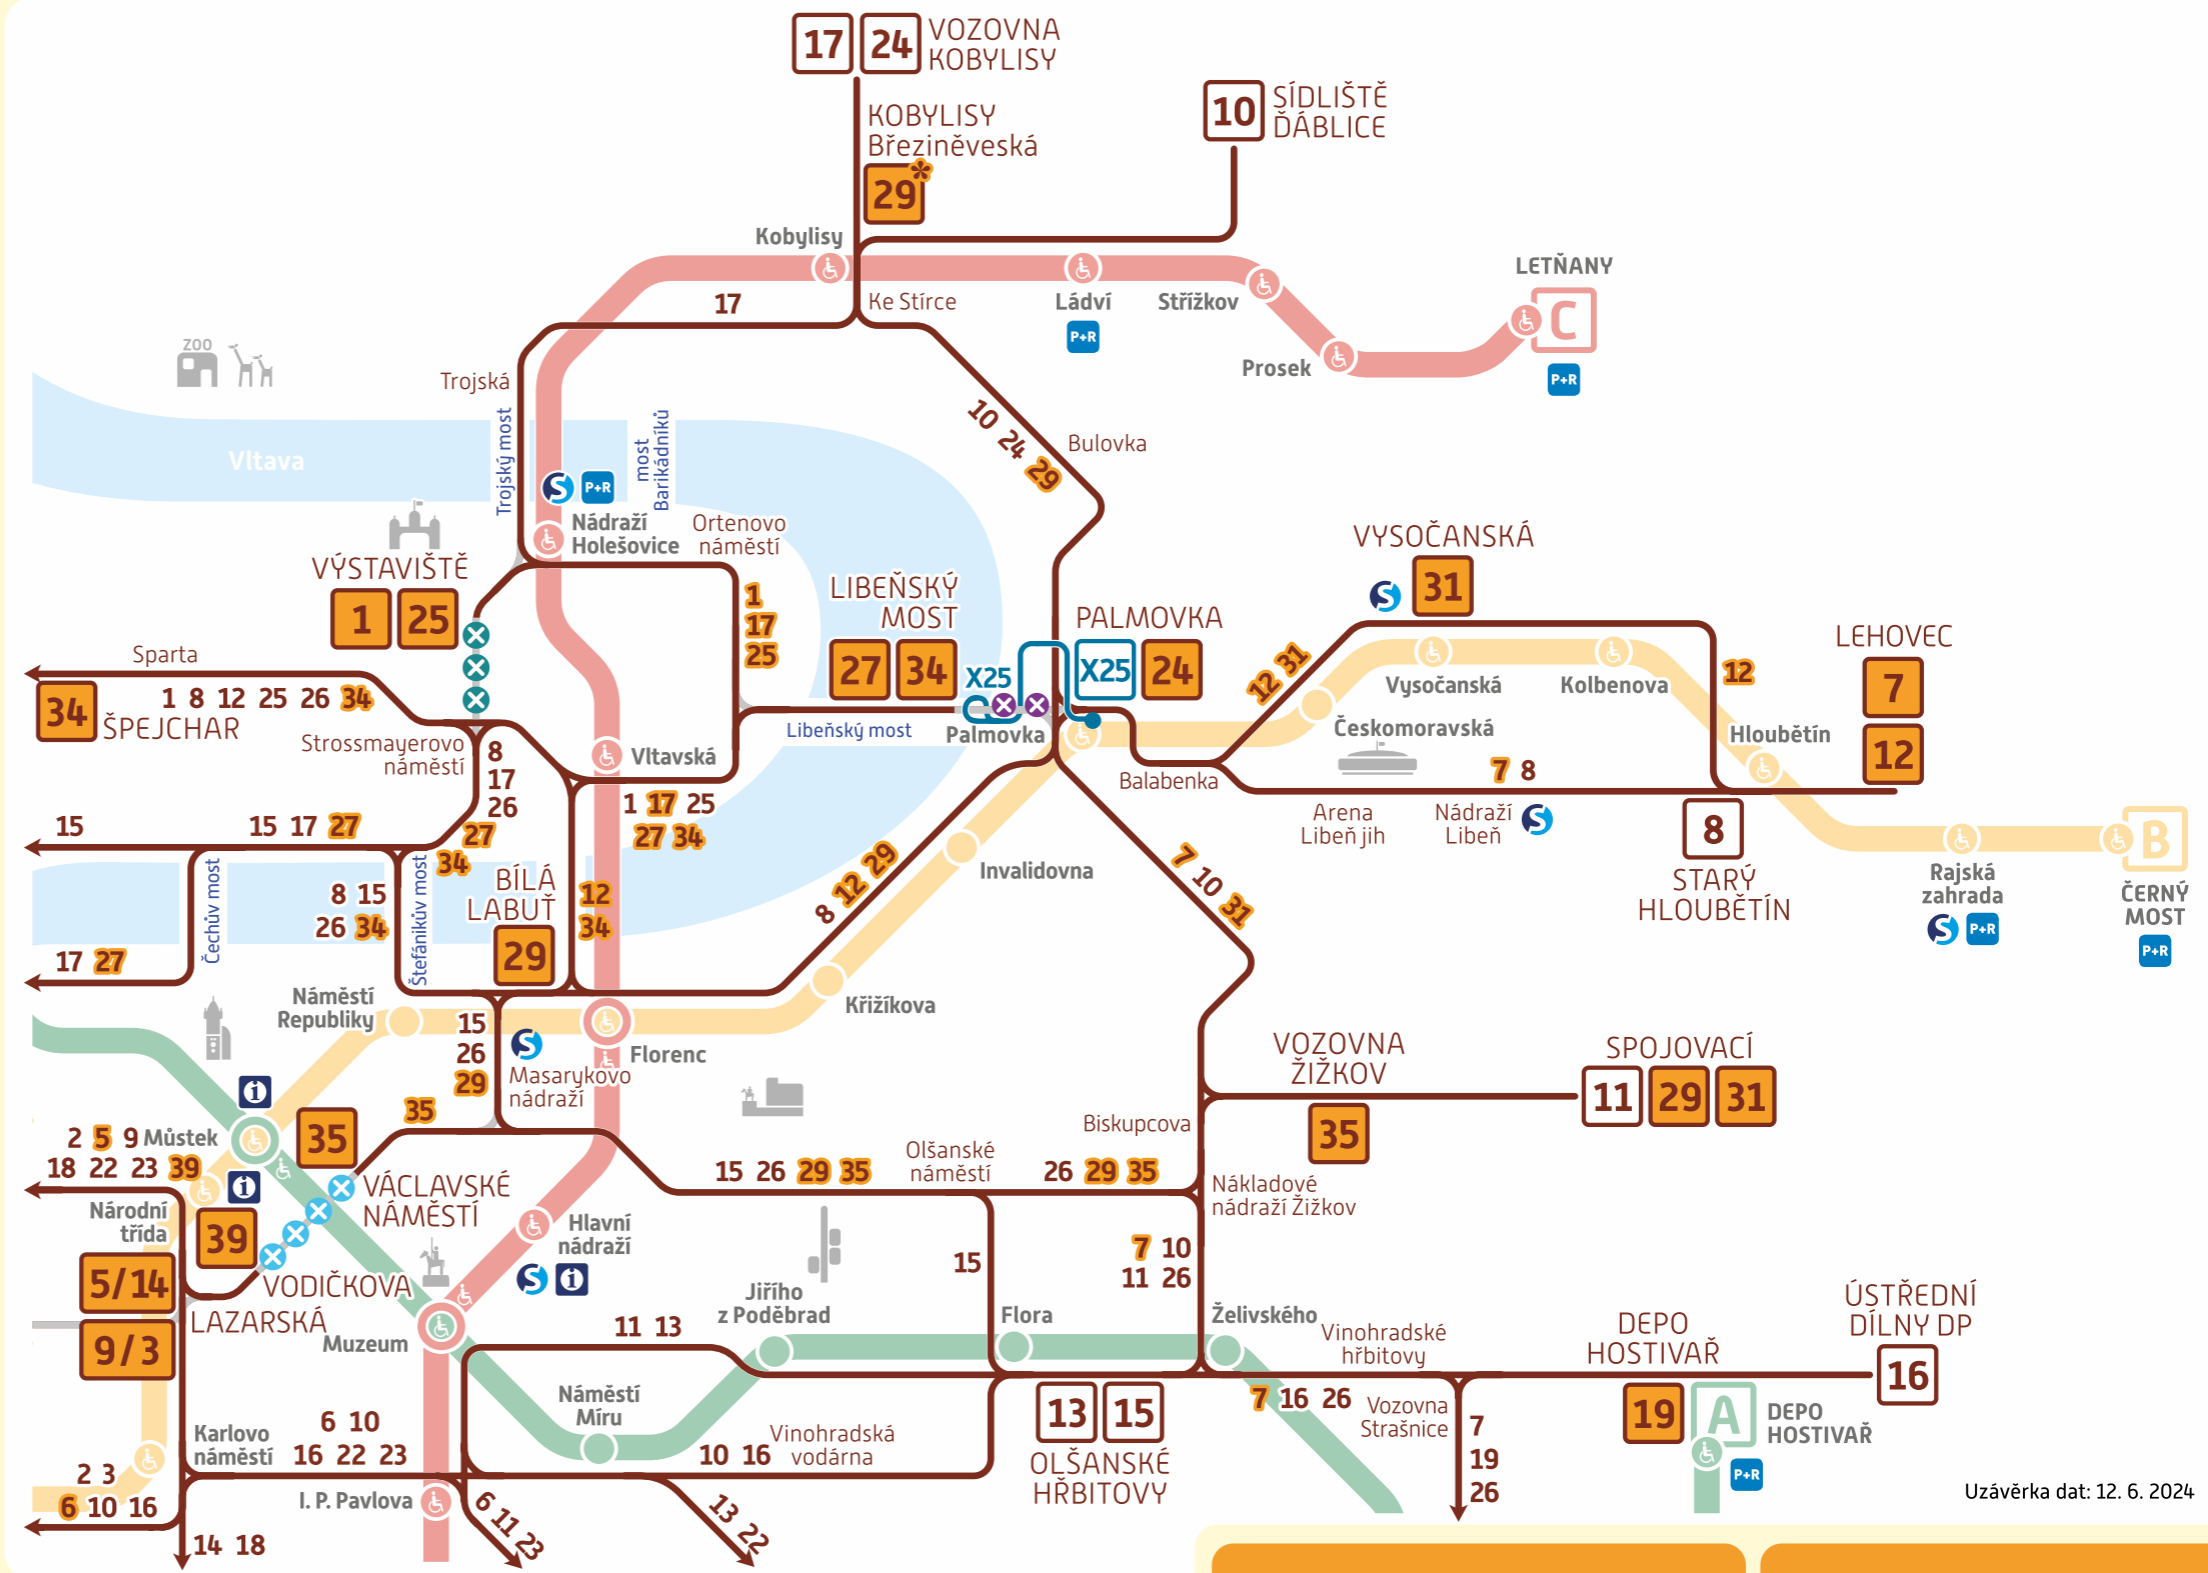 17 24 VOZOVNA
KOBYLISY
KOBYLISY
Březiněveská
29*
10 SÍDLIŠTĚ
ĎÁBLICE
Kobylisy
Ke Stírce
17
Ládví
P+R
Střížkov
Prosek
LETŇANY
C
P+R
ZOO
Trojská
Trojský most
most
Barikádníků
Vltava
10 24 29
Bulovka
S P+R
Nádraží
Holešovice
Ortenovo
náměstí
VÝSTAVIŠTĚ
1 25
1
17
25
LIBEŇSKÝ
MOST
27 34
X25
PALMOVKA
X25 24
Palmovka
Libeňský most
VYSOČANSKÁ
S 31
12 31
Vysočanská
Kolbenova
12
LEHOVEC
7
12
Českomoravská
Hloubětín
Balabenka
7 8
Arena
Libeň jih
Nádraží
Libeň
S
8
STARÝ
HLOUBĚTÍN
Rajská
zahrada
S P+R
B
ČERNÝ
MOST
P+R
Sparta
1 8 12 25 26 34
34 ŠPEJCHAR
Strossmayerovo
náměstí
8
17
26
27
34
Vltavská
1 17 25
27 34
15
15 17 27
Čechův most
8 15
26 34
Štefánikův most
17 27
BÍLÁ
LABUŤ
29
12
34
8 12 29
Invalidovna
Křižíkova
7 10 31
Náměstí
Republiky
15
26
29
S
Masarykovo
nádraží
Florenc
VOZOVNA
ŽIŽKOV
35
SPOJOVACÍ
11 29 31
Biskupcova
Nákladové
nádraží Žižkov
i
35
35
2 5 9 Můstek
18 22 23 39
i
Národní
třída
39
VÁCLAVSKÉ
NÁMĚSTÍ
5/14
VODIČKOVA
LAZARSKÁ
9/3
15 26 29 35
Olšanské
náměstí
26 29 35
Hlavní
nádraží
S i
15
7 10
11 26
Muzeum
11 13
Jiřího
z Poděbrad
Flora
Želivského
Vinohradské
hřbitovy
DEPO
HOSTIVAŘ
ÚSTŘEDNÍ
DÍLNY DP
16
Náměstí
Míru
Karlovo
náměstí
6 10
16 22 23
10 16
Vinohradská
vodárna
13 15
OLŠANSKÉ
HŘBITOVY
7 16 26
Vozovna
Strašnice
7
19
26
19 A DEPO
HOSTIVAŘ
P+R
2 3
6 10 16
14 18
I. P. Pavlova
6 11 23
13 22
Uzávěrka dat: 12. 6. 2024